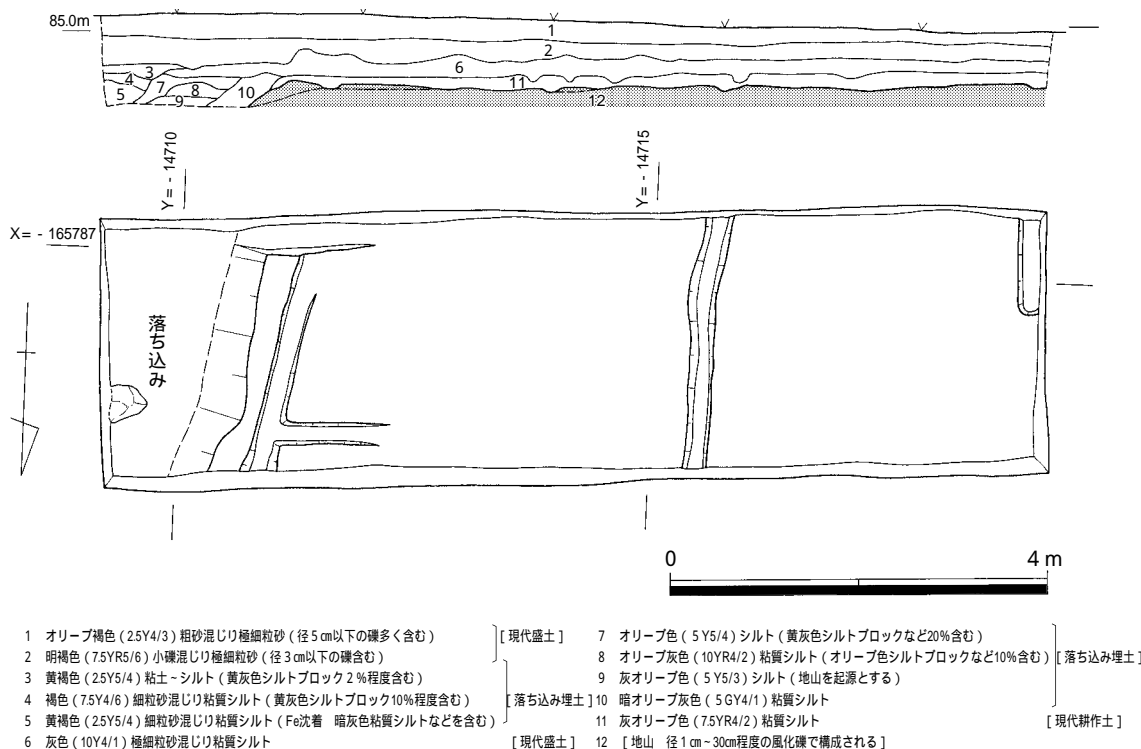 85.0m
1
2
3
6
4
7
8
5
9
10
11
12
Y= - 14710
Y= - 14715
X= - 165787
落ち込み
0
4 m
1 オリーブ褐色(2.5Y4/3)粗砂混じり極細粒砂(径5㎝以下の礫多く含む)
2 明褐色(7.5YR5/6)小礫混じり極細粒砂(径3㎝以下の礫含む)
[現代盛土]
3 黄褐色(2.5Y5/4)粘土~シルト(黄灰色シルトブロック2%程度含む)
4 褐色(7.5Y4/6)細粒砂混じり粘質シルト(黄灰色シルトブロック10%程度含む)
5 黄褐色(2.5Y5/4)細粒砂混じり粘質シルト(Fe沈着 暗灰色粘質シルトなどを含む)
[落ち込み埋土]
6 灰色(10Y4/1)極細粒砂混じり粘質シルト [現代盛土]
7 オリーブ色(5Y5/4)シルト(黄灰色シルトブロックなど20%含む)
8 オリーブ灰色(10YR4/2)粘質シルト(オリーブ色シルトブロックなど10%含む)
9 灰オリーブ色(5Y5/3)シルト(地山を起源とする)
10 暗オリーブ灰色(5GY4/1)粘質シルト
[落ち込み埋土]
11 灰オリーブ色(7.5YR4/2)粘質シルト [現代耕作土]
12 [地山 径1㎝~30㎝程度の風化礫で構成される]